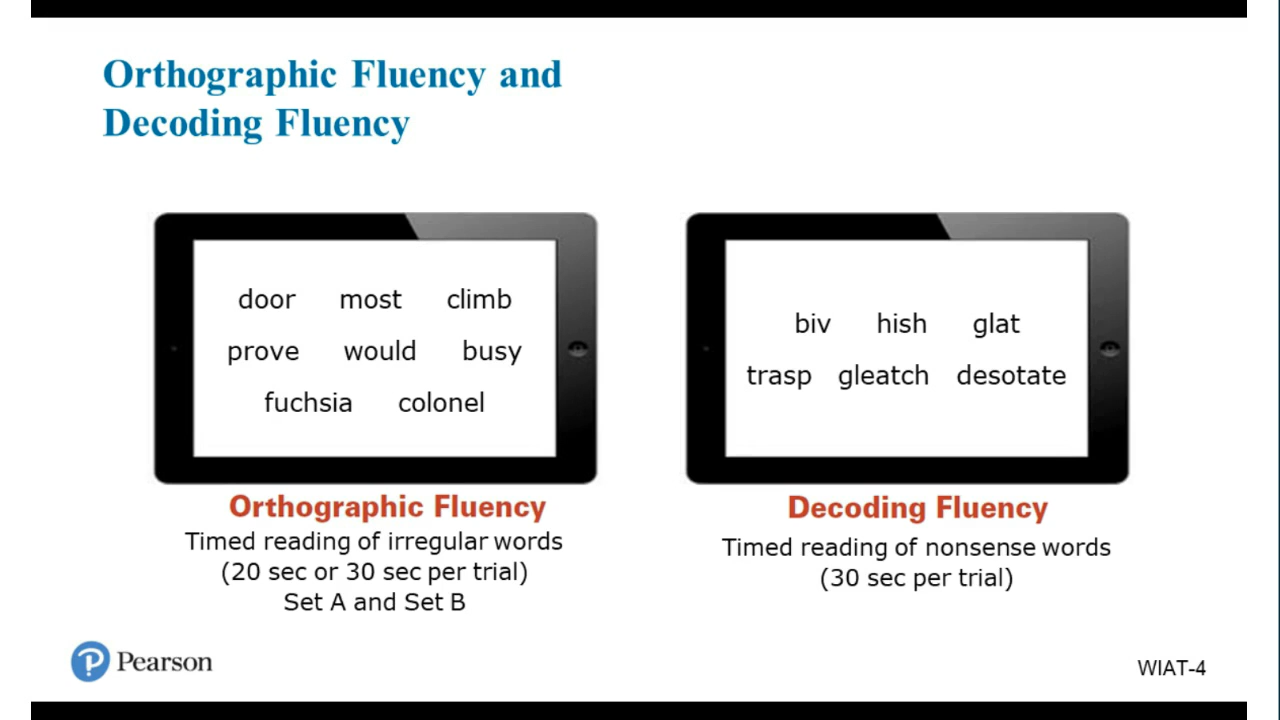 Orthographic Fluency and
Decoding Fluency
door most climb
prove would busy
fuchsia colonel
biv hish glat
trasp gleatch desotate
Orthographic Fluency
Timed reading of irregular words
(20 sec or 30 sec per trial)
Set A and Set B
Decoding Fluency
Timed reading of nonsense words
(30 sec per trial)
Pearson
WIAT-4